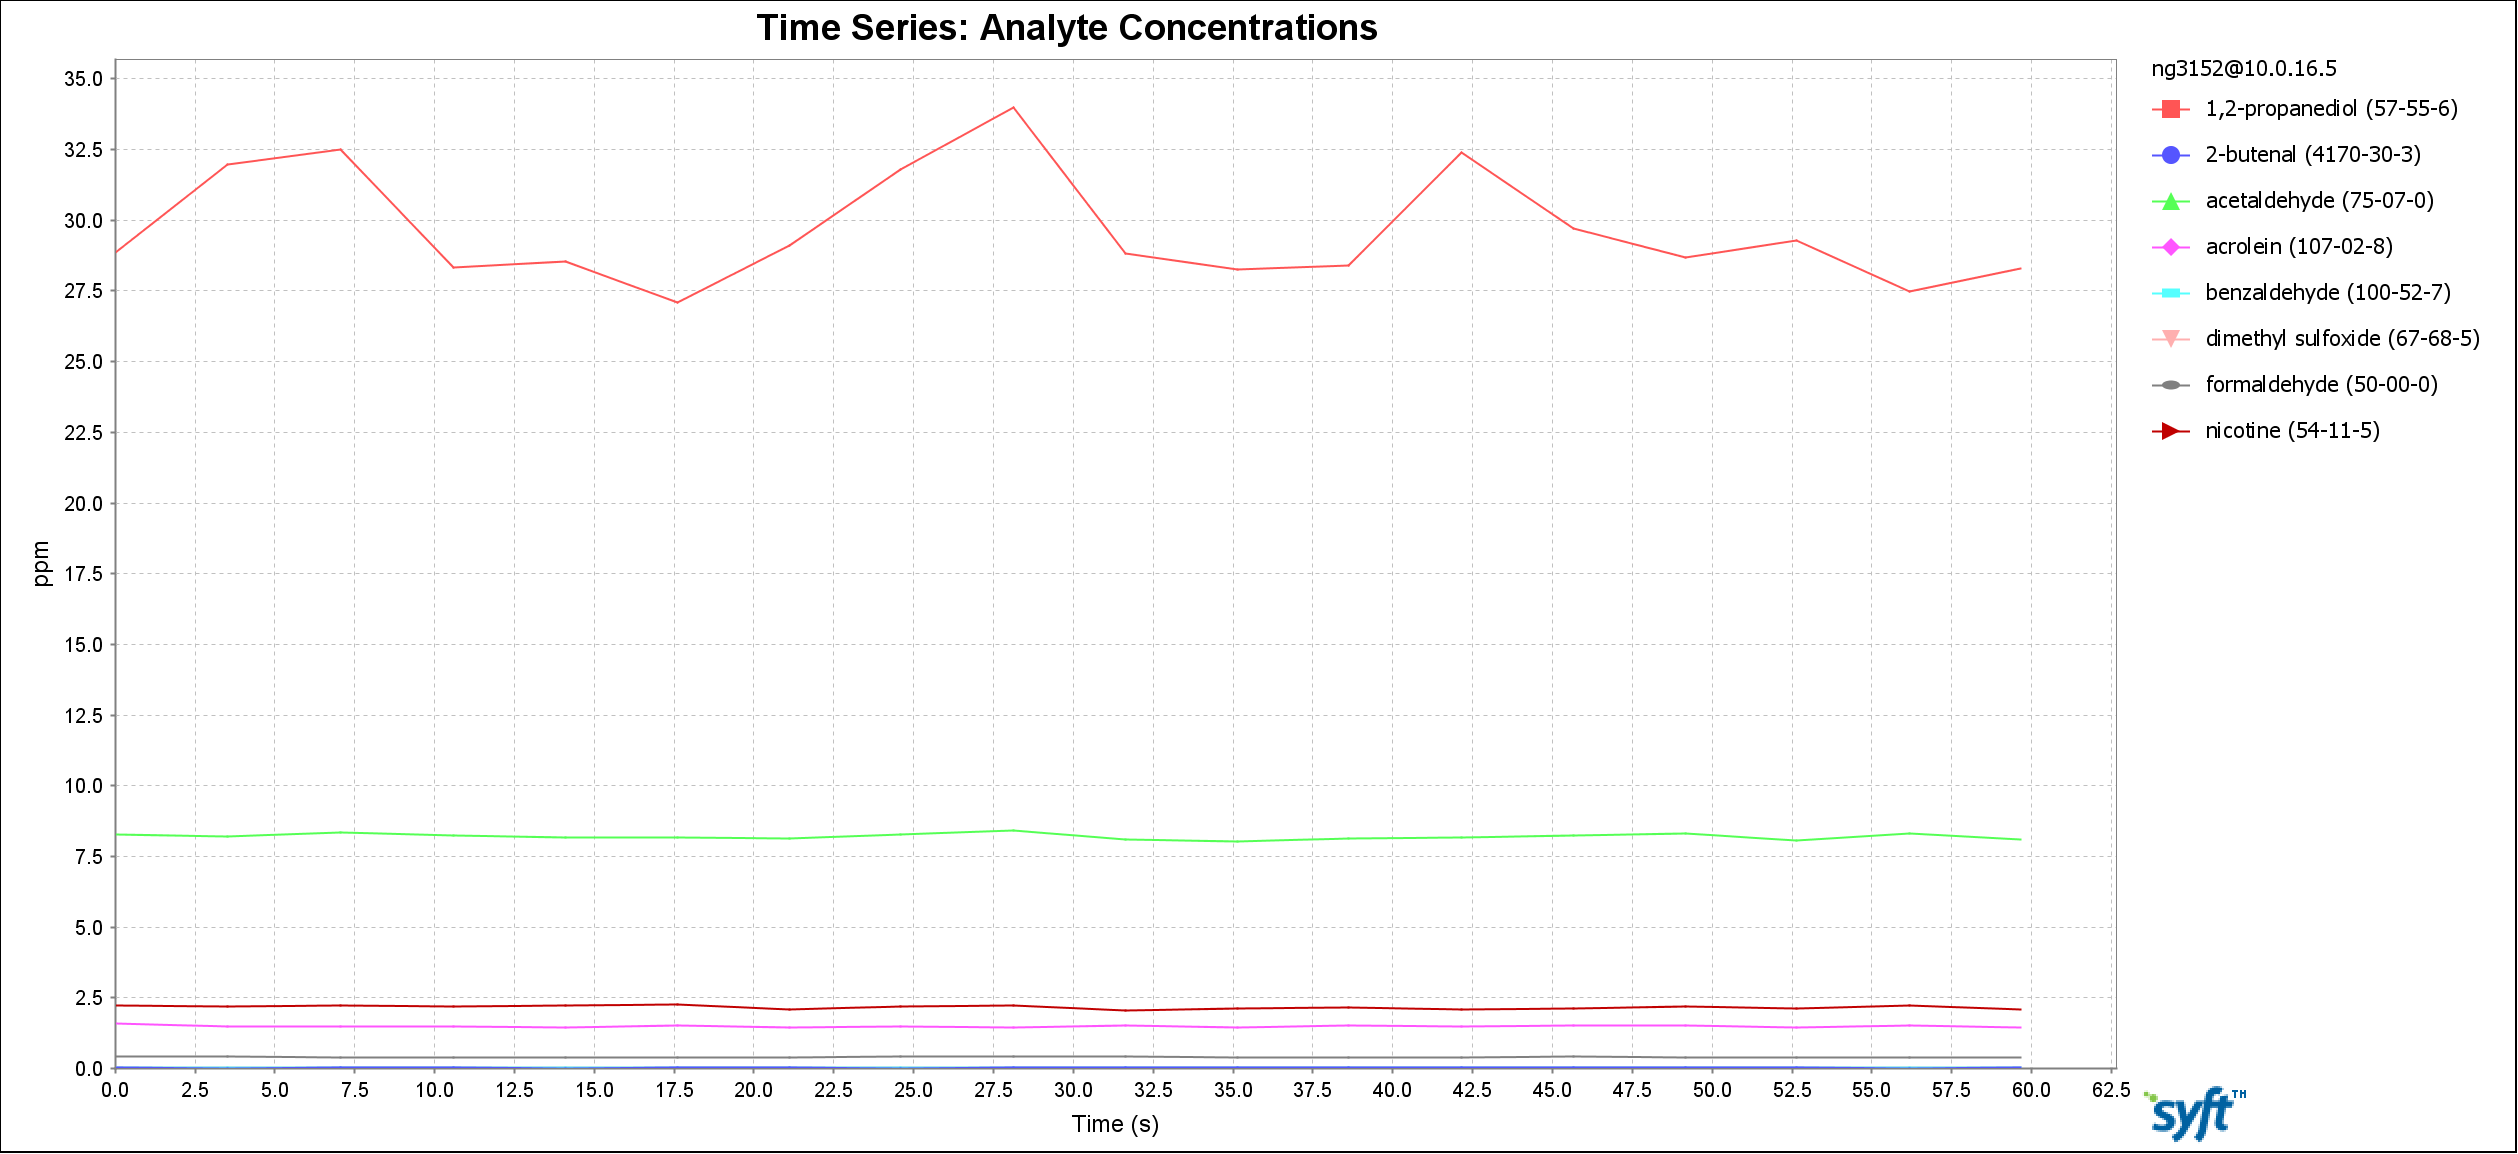 Time Series: Analyte Concentrations
35.0
32.5
30.0
27.5
25.0
22.5
20.0
17.5
15.0
12.5
10.0
7.5
5.0
2.5
0.0
ppm
0.0 2.5 5.0 7.5 10.0 12.5 15.0 17.5 20.0 22.5 25.0 27.5 30.0 32.5 35.0 37.5 40.0 42.5 45.0 47.5 50.0 52.5 55.0 57.5 60.0 62.5
Time (s)
ng3152@10.0.16.5
1,2-propanediol (57-55-6)
2-butenal (4170-30-3)
acetaldehyde (75-07-0)
acrolein (107-02-8)
benzaldehyde (100-52-7)
dimethyl sulfoxide (67-68-5)
formaldehyde (50-00-0)
nicotine (54-11-5)
syft™